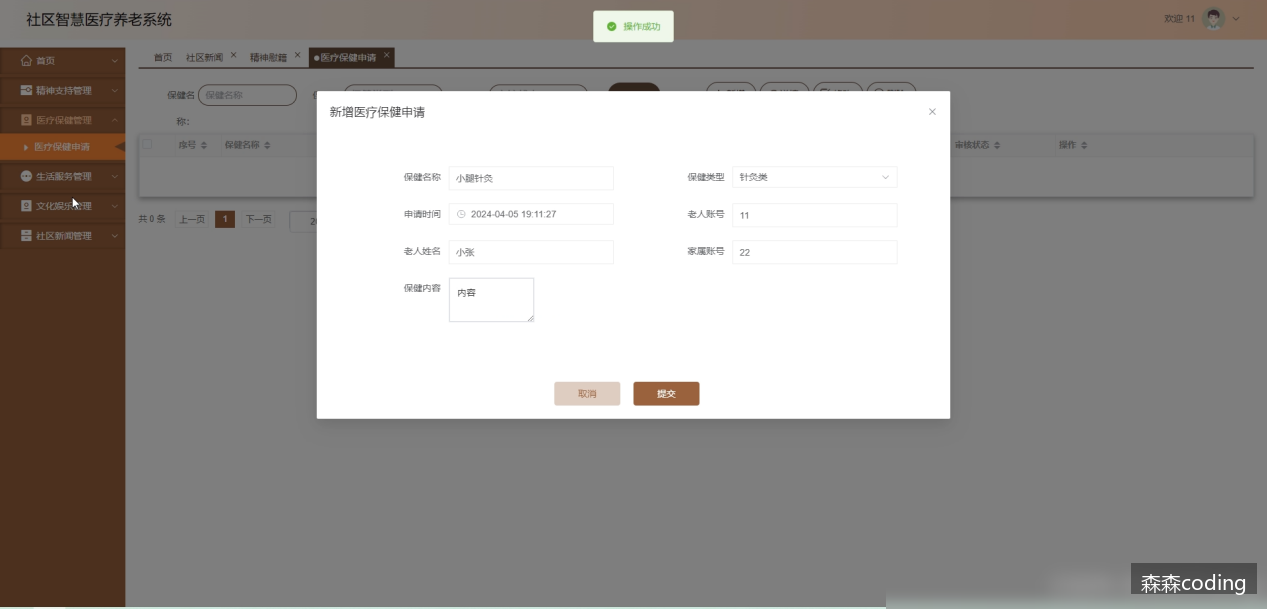 社区智慧医疗养老系统
操作成功
欢迎 11
首页
精神支持管理
医疗保健管理
医疗保健申请
生活服务管理
文化娱乐管理
社区新闻管理
首页 社区新闻 精神慰藉 医疗保健申请
保健名称：
保健名称
序号 保健名称 审核状态 操作
共 0 条 上一页 1 下一页
新增医疗保健申请
保健名称 小腿针灸 保健类型 针灸类
申请时间 2024-04-05 19:11:27 老人账号 11
老人姓名 小张 家属账号 22
保健内容 内容
取消 提交
森森coding